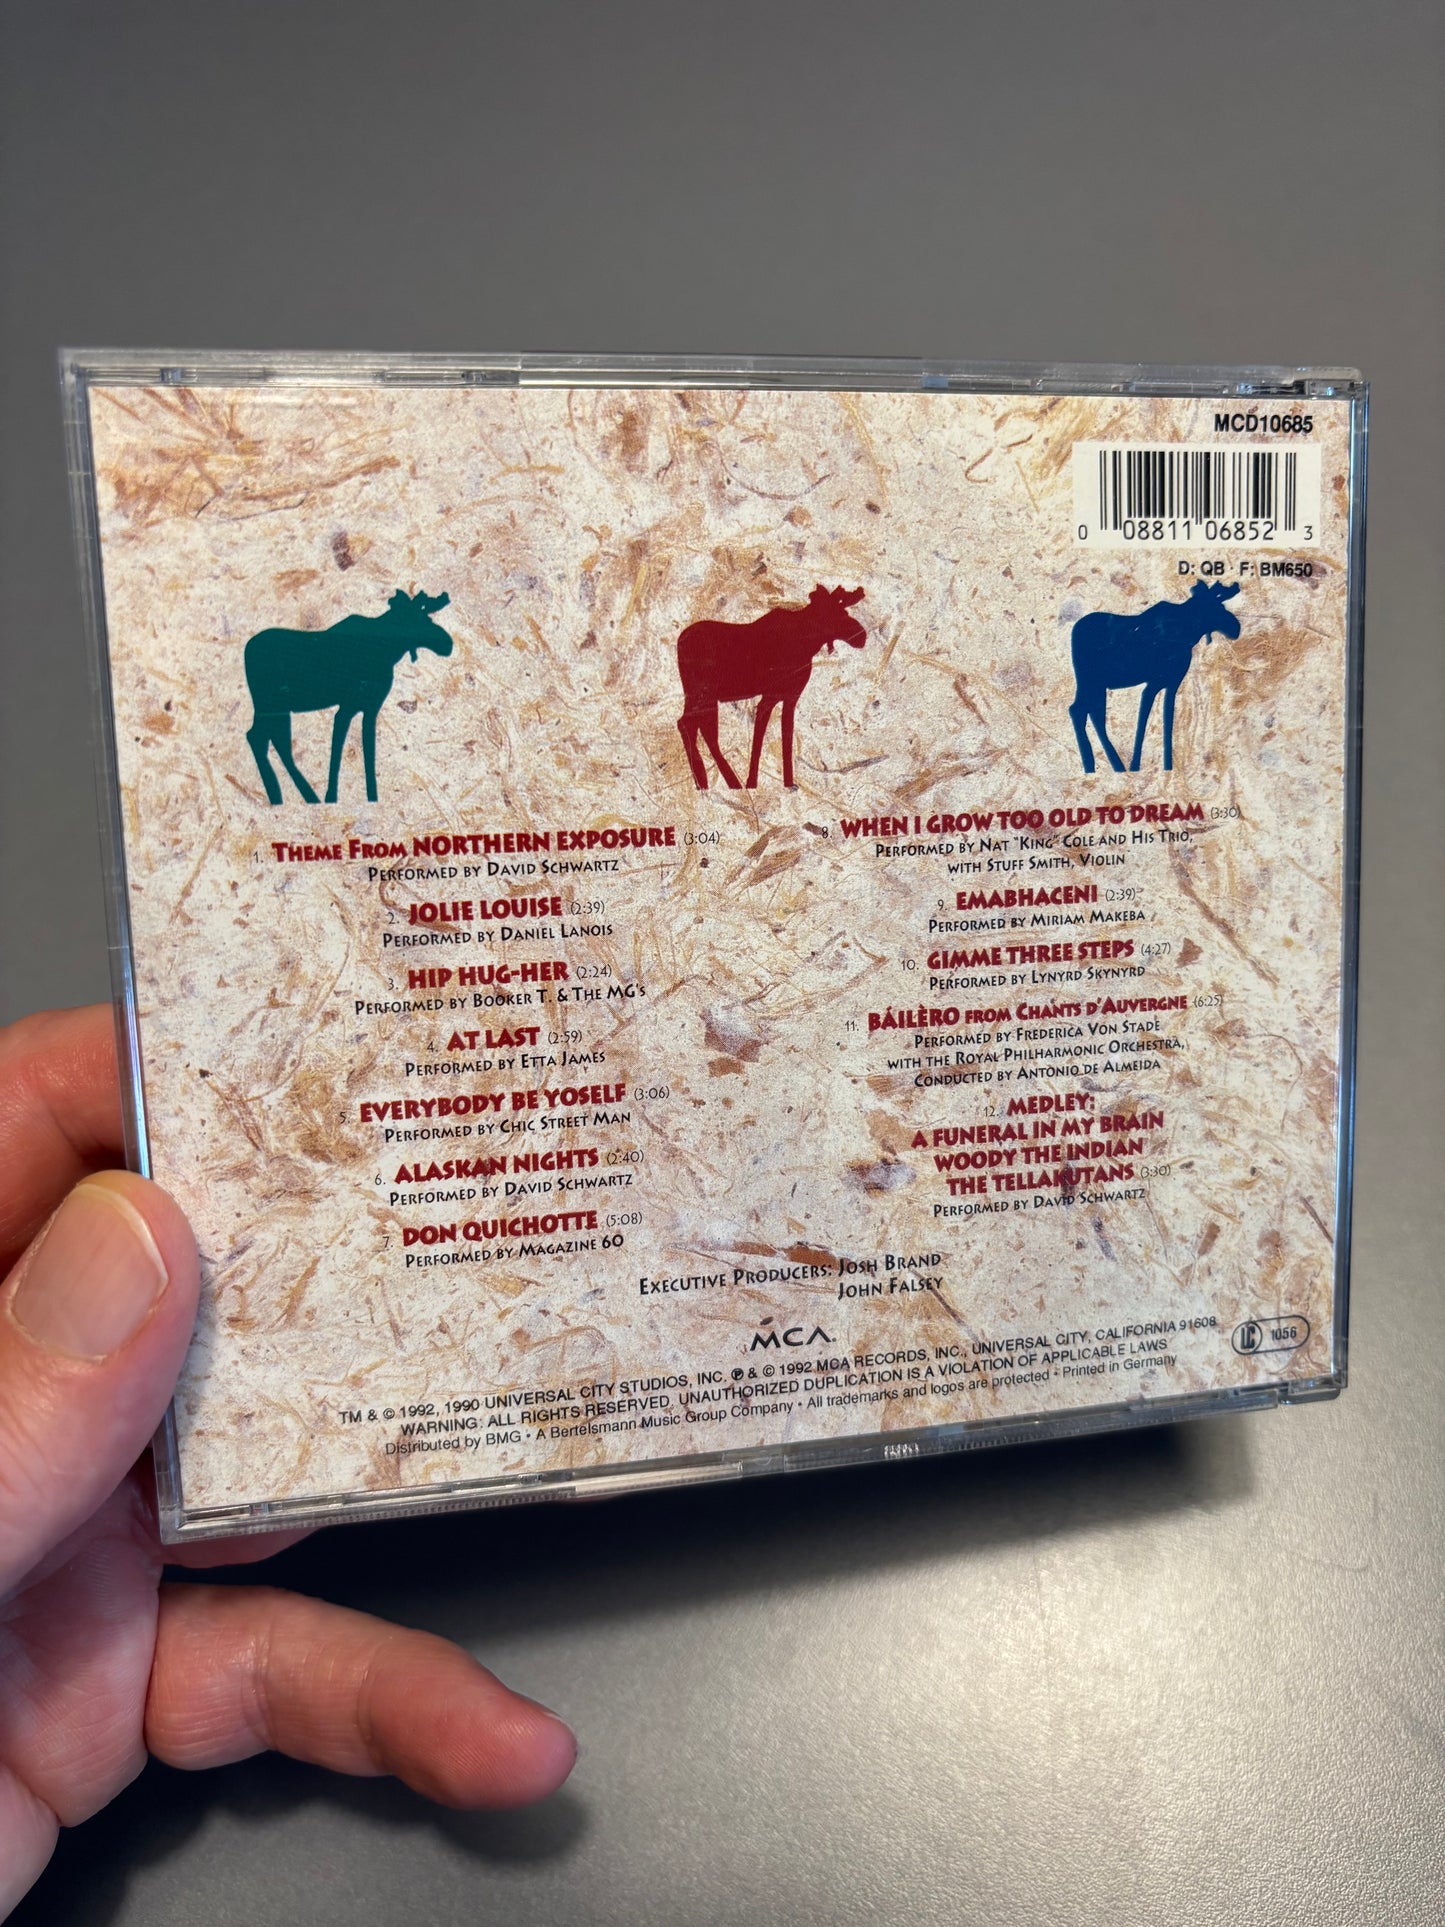 MCD10685
0 08811 06852 3
D: QB · F: BM650
1. THEME FROM NORTHERN EXPOSURE (3:04)
PERFORMED BY DAVID SCHWARTZ
2. JOLIE LOUISE (2:39)
PERFORMED BY DANIEL LANOIS
3. HIP HUG-HER (2:24)
PERFORMED BY BOOKER T. & THE MG'S
4. AT LAST (2:59)
PERFORMED BY ETTA JAMES
5. EVERYBODY BE YOSELF (3:06)
PERFORMED BY CHIC STREET MAN
6. ALASKAN NIGHTS (2:40)
PERFORMED BY DAVID SCHWARTZ
7. DON QUICHOTTE (5:08)
PERFORMED BY MAGAZINE 60
8. WHEN I GROW TOO OLD TO DREAM (3:30)
PERFORMED BY NAT "KING" COLE AND HIS TRIO,
WITH STUFF SMITH, VIOLIN
9. EMABHACENI (2:39)
PERFORMED BY MIRIAM MAKEBA
10. GIMME THREE STEPS (4:27)
PERFORMED BY LYNYRD SKYNYRD
11. BÁILÈRO FROM CHANTS D'AUVERGNE (6:25)
PERFORMED BY FREDERICA VON STADE
WITH THE ROYAL PHILHARMONIC ORCHESTRA,
CONDUCTED BY ANTONIO DE ALMEIDA
12. MEDLEY:
A FUNERAL IN MY BRAIN
WOODY THE INDIAN
THE TELLAKUTANS (3:30)
PERFORMED BY DAVID SCHWARTZ
EXECUTIVE PRODUCERS: JOSH BRAND
JOHN FALSEY
MCA.
TM & © 1992, 1990 UNIVERSAL CITY STUDIOS, INC. ℗ & © 1992 MCA RECORDS, INC., UNIVERSAL CITY, CALIFORNIA 91608
WARNING: ALL RIGHTS RESERVED. UNAUTHORIZED DUPLICATION IS A VIOLATION OF APPLICABLE LAWS
Distributed by BMG • A Bertelsmann Music Group Company • All trademarks and logos are protected • Printed in Germany
LC 1056